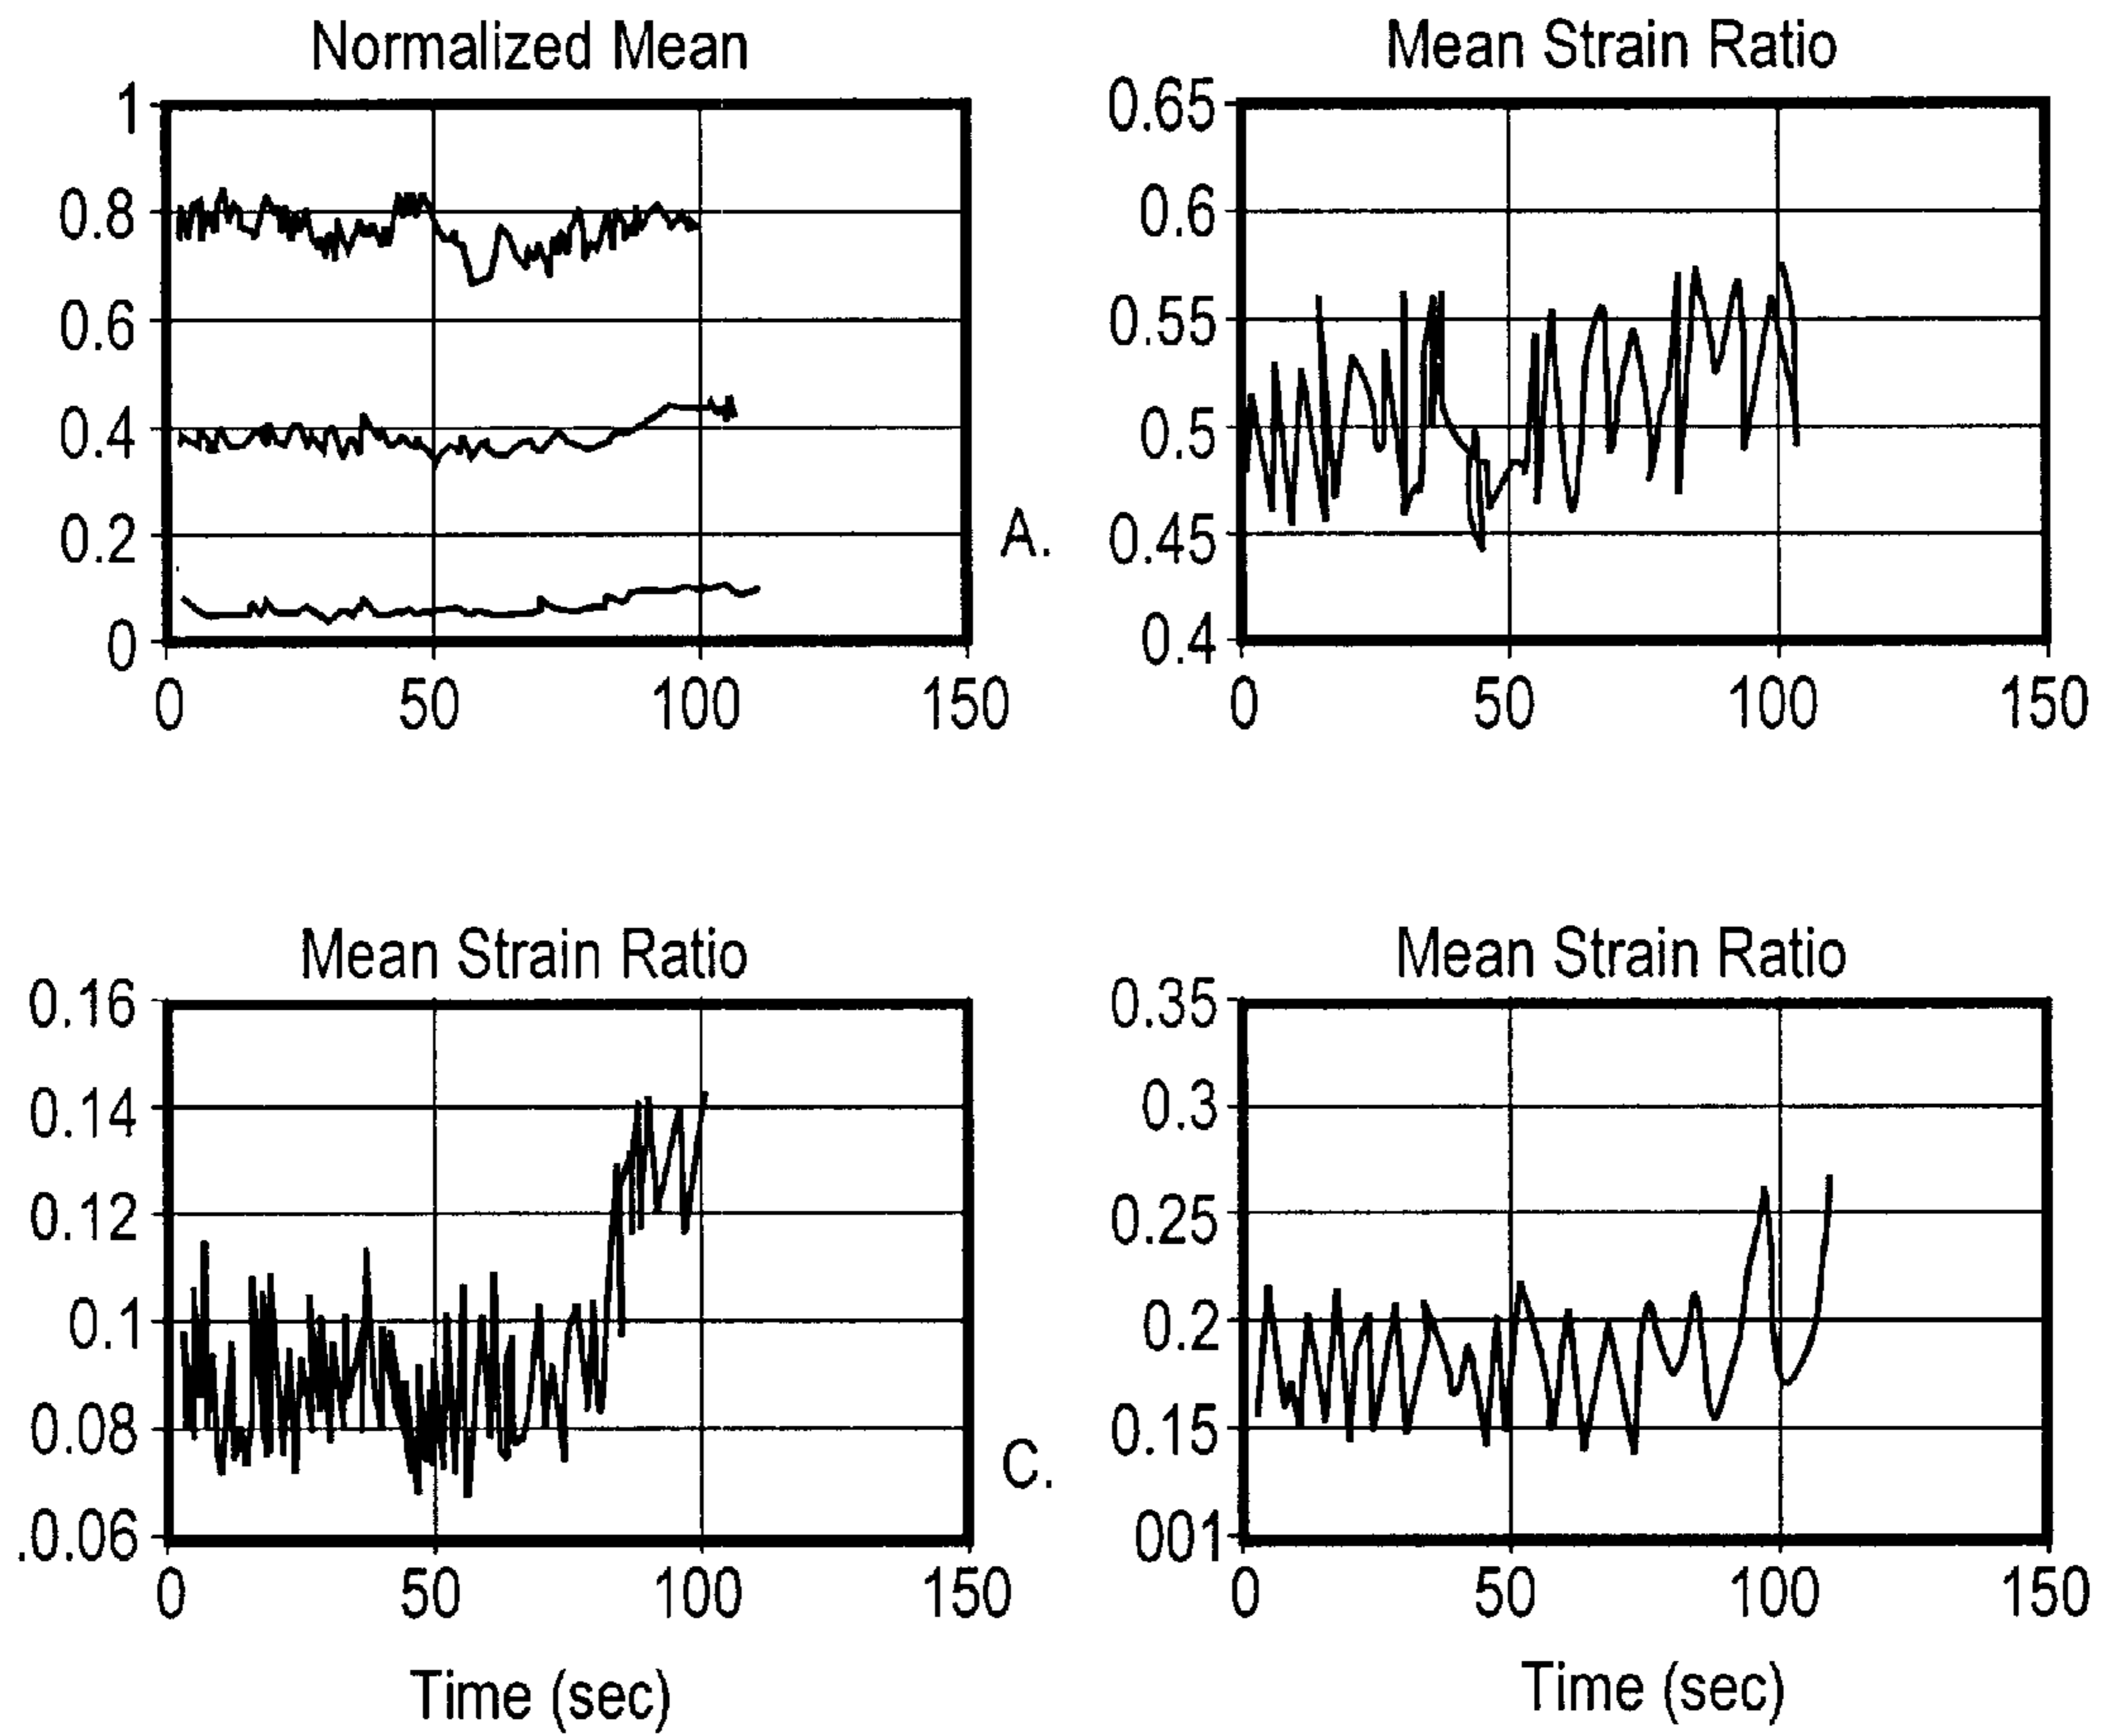 Normalized Mean
1
0.8
0.6
0.4
0.2
0
0 50 100 150
A.
Mean Strain Ratio
0.65
0.6
0.55
0.5
0.45
0.4
0 50 100 150
Mean Strain Ratio
0.16
0.14
0.12
0.1
0.08
.0.06
0 50 100 150
Time (sec)
C.
Mean Strain Ratio
0.35
0.3
0.25
0.2
0.15
001
0 50 100 150
Time (sec)